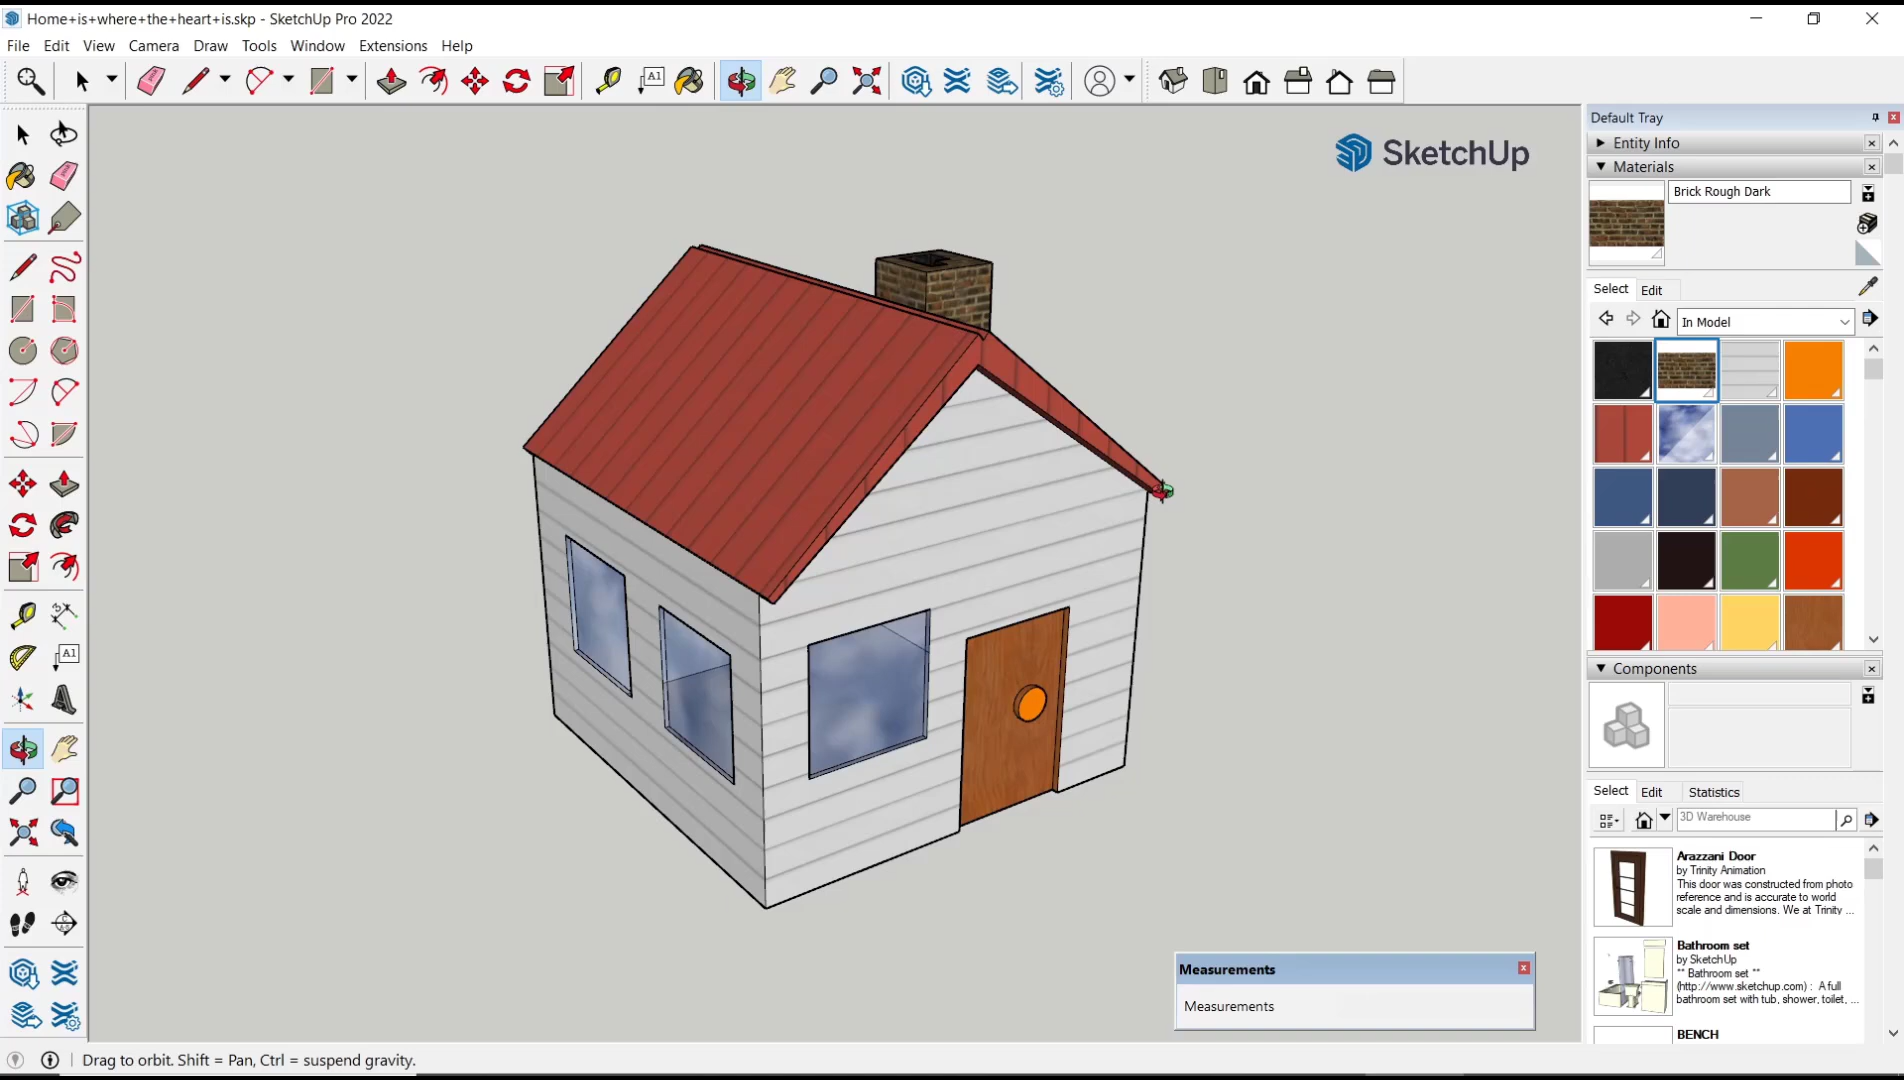 Home+is+where+the+heart+is.skp - SketchUp Pro 2022
File Edit View Camera Draw Tools Window Extensions Help
A1
SketchUp
Default Tray
Entity Info
Materials
Brick Rough Dark
Select Edit
In Model
A1
Components
Select Edit Statistics
3D Warehouse
Arazzani Door
by Trinity Animation
This door was constructed from photo
reference and is accurate to world
scale and dimensions. We at Trinity ...
Bathroom set
by SketchUp
** Bathroom set **
(http://www.sketchup.com) : A full
bathroom set with tub, shower, toilet, ...
BENCH
Measurements
Measurements
Drag to orbit. Shift = Pan, Ctrl = suspend gravity.